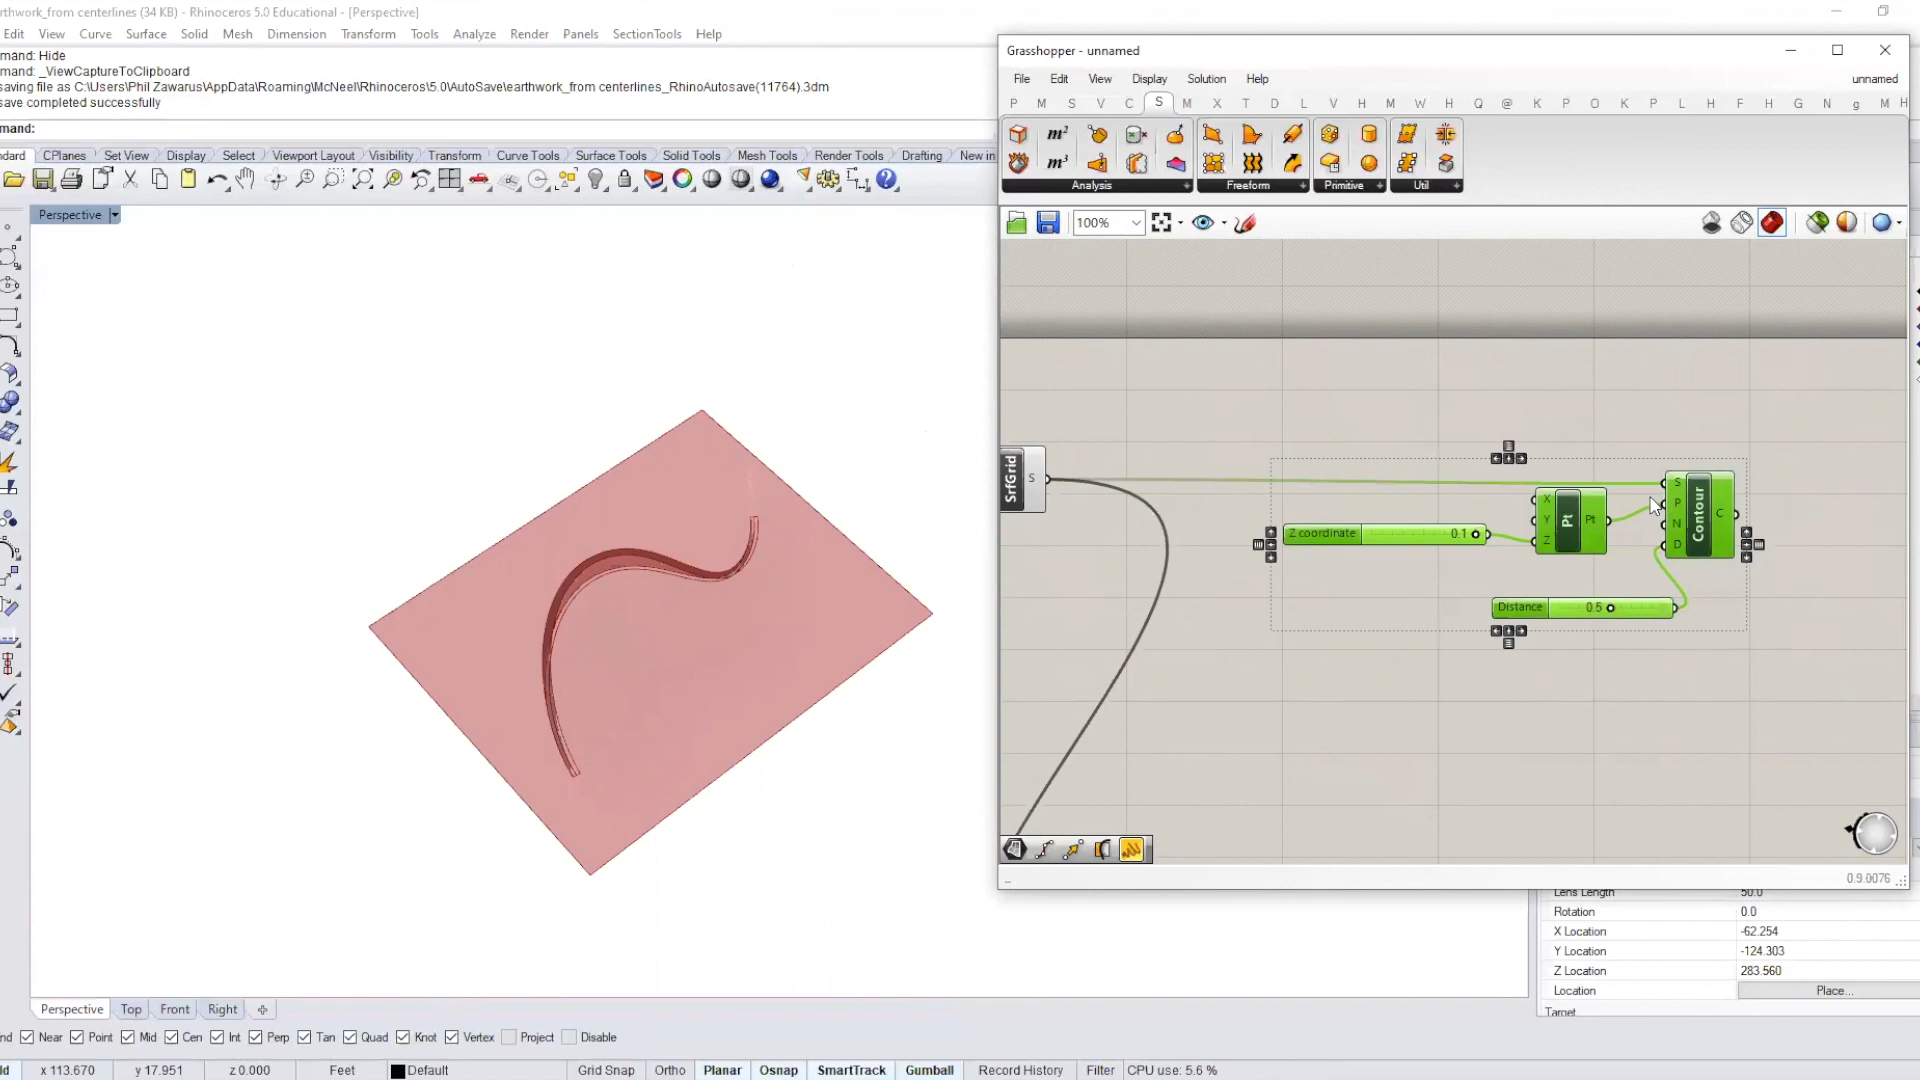 rthwork_from centerlines (34 KB) - Rhinoceros 5.0 Educational - [Perspective]
Edit View Curve Surface Solid Mesh Dimension Transform Tools Analyze Render Panels SectionTools Help
mand: Hide
mand: _ViewCaptureToClipboard
saving file as C:\Users\Phil Zawarus\AppData\Roaming\McNeel\Rhinoceros\5.0\AutoSave\earthwork_from centerlines_RhinoAutosave(11764).3dm
save completed successfully
mand:
ndard CPlanes Set View Display Select Viewport Layout Visibility Transform Curve Tools Surface Tools Solid Tools Mesh Tools Render Tools Drafting New in
Perspective
Grasshopper - unnamed
File Edit View Display Solution Help unnamed
P M S V C S M X T D L V H M W H Q @ K P O K P L H F H G N g M H
m² m³
Analysis Freeform Primitive Util
100%
SrfGrid S
Z coordinate 0.1
X Y Z Pt Pt
S P N D Contour C
Distance 0.5
0.9.0076
Lens Length 50.0
Rotation 0.0
X Location -62.254
Y Location -124.303
Z Location 283.560
Location Place...
Target
Perspective Top Front Right
nd Near Point Mid Cen Int Perp Tan Quad Knot Vertex Project Disable
ld x 113.670 y 17.951 z 0.000 Feet Default Grid Snap Ortho Planar Osnap SmartTrack Gumball Record History Filter CPU use: 5.6 %